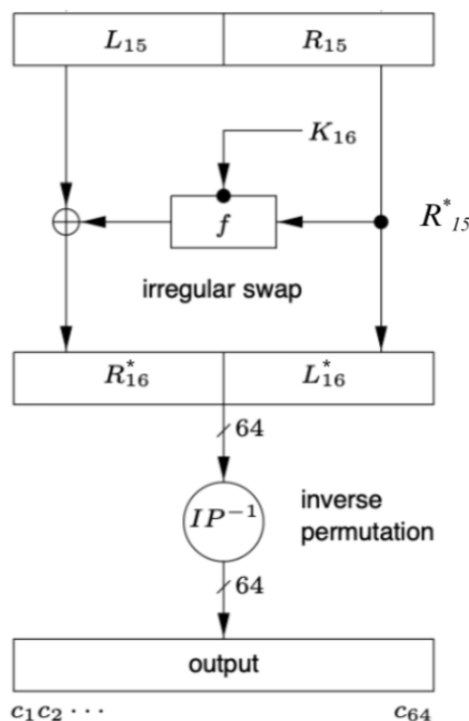 L₁₅ R₁₅
K₁₆
f R*₁₅
irregular swap
R*₁₆ L*₁₆
64
IP⁻¹ inverse
permutation
64
output
c₁c₂ ··· c₆₄